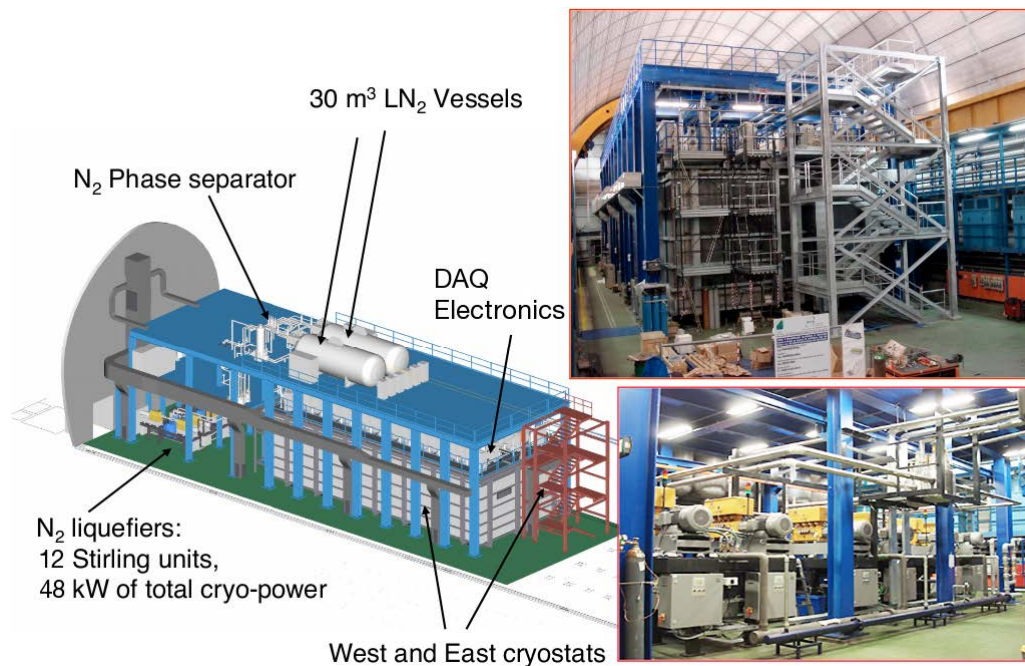 30 m³ LN₂ Vessels
N₂ Phase separator
DAQ
Electronics
N₂ liquefiers:
12 Stirling units,
48 kW of total cryo-power
West and East cryostats